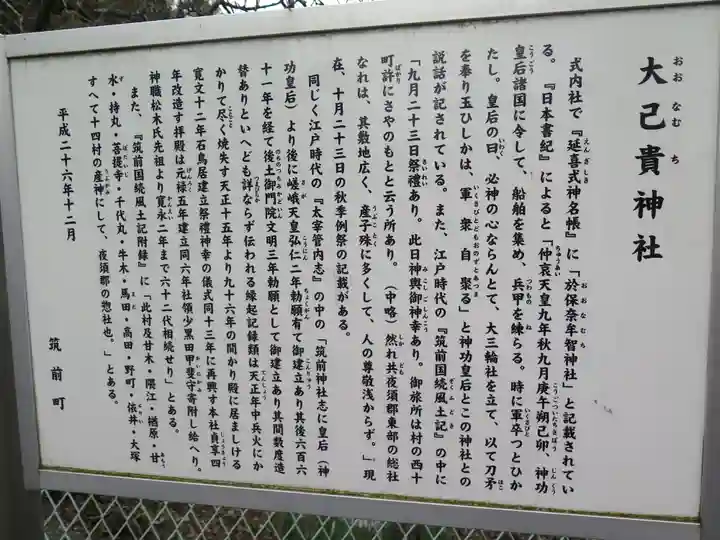 大己貴神社
おおなむち
式内社で『延喜式神名帳』に「於保奈牟智神社」と記載されてい
る。『日本書紀』によると「仲哀天皇九年秋九月庚午朔己卯、神功
皇后諸国に令して、船舶を集め、兵甲を練らる。時に軍卒つとひか
たし。皇后の曰、必神の心ならんとて、大三輪社を立て、以て刀矛
を奉り玉ひしかは、軍衆自聚る」と神功皇后とこの神社との
説話が記されている。また、江戸時代の『筑前国続風土記』の中に
「九月二十三日祭禮あり。此日神輿御神幸あり。御旅所は村の西十
町許にさやのもとと云う所あり。(中略)然れ共夜須郡東部の総社
なれは、其敷地広く、産子殊に多くして、人の尊敬浅からず。」現
在、十月二十三日の秋季例祭の記載がある。
同じく江戸時代の『太宰管内志』の中の「筑前神社志に皇后(神
功皇后)より後に嵯峨天皇弘仁二年勅願有て御建立あり其後六百六
十一年を経て後土御門院文明三年勅願として御建立あり其間数度造
替ありといへども詳ならず伝われる縁起記録類は天正年中兵火にか
かりて尽く焼失す天正十五年より九十六年の間かり殿に居ましける
寛文十二年石鳥居建立祭禮神幸の儀式同十三年に再興す本社貞享四
年改造す拝殿は元禄五年建立同六年社領少黒田甲斐守寄附し給へり。
神職松木氏先祖より寛永二年まで六十二代相続せり」とある。
また、『筑前国続風土記附録』に「此村及甘木・隈江・楢原・甘
水・持丸・菩提寺・千代丸・牛木・馬田・高田・野町・依井・大塚
すへて十四村の産神にして、夜須郡の惣社也。」とある。
平成二十六年十二月
筑前町